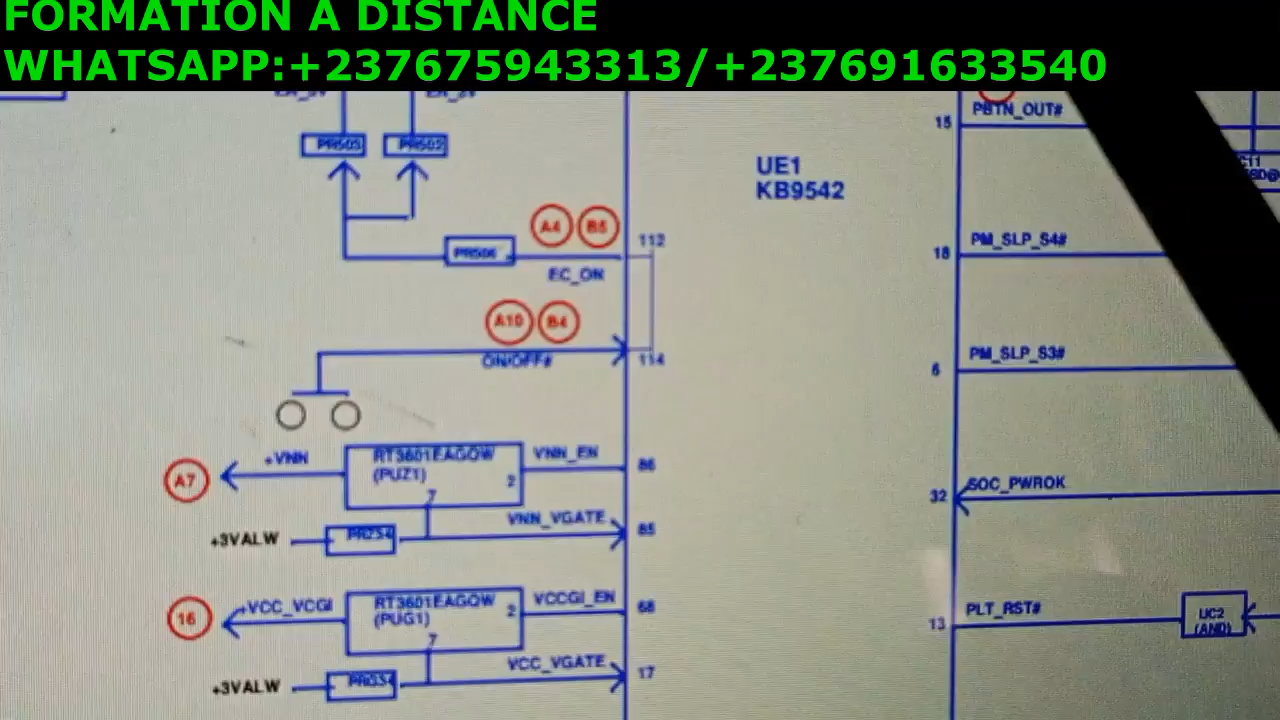 FORMATION A DISTANCE
WHATSAPP:+237675943313/+237691633540
PBTN_OUT#
15
PR502
UE1
KB9542
A4
B5
112
PM_SLP_S4#
18
EC_ON
A10
B4
ON/OFF#
114
PM_SLP_S3#
6
+VNN
RT3601EAGQW
(PUZ1)
2
7
VNN_EN
86
A7
SOC_PWROK
32
VNN_VGATE
85
+3VALW
+VCC_VCGI
RT3601EAGQW
(PUG1)
2
7
VCCGI_EN
68
16
PLT_RST#
13
UC2
(AND)
VCC_VGATE
17
+3VALW